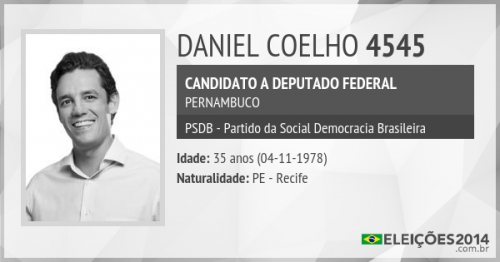 DANIEL COELHO 4545
CANDIDATO A DEPUTADO FEDERAL
PERNAMBUCO
PSDB - Partido da Social Democracia Brasileira
Idade: 35 anos (04-11-1978)
Naturalidade: PE - Recife
ELEIÇÕES2014
.com.br